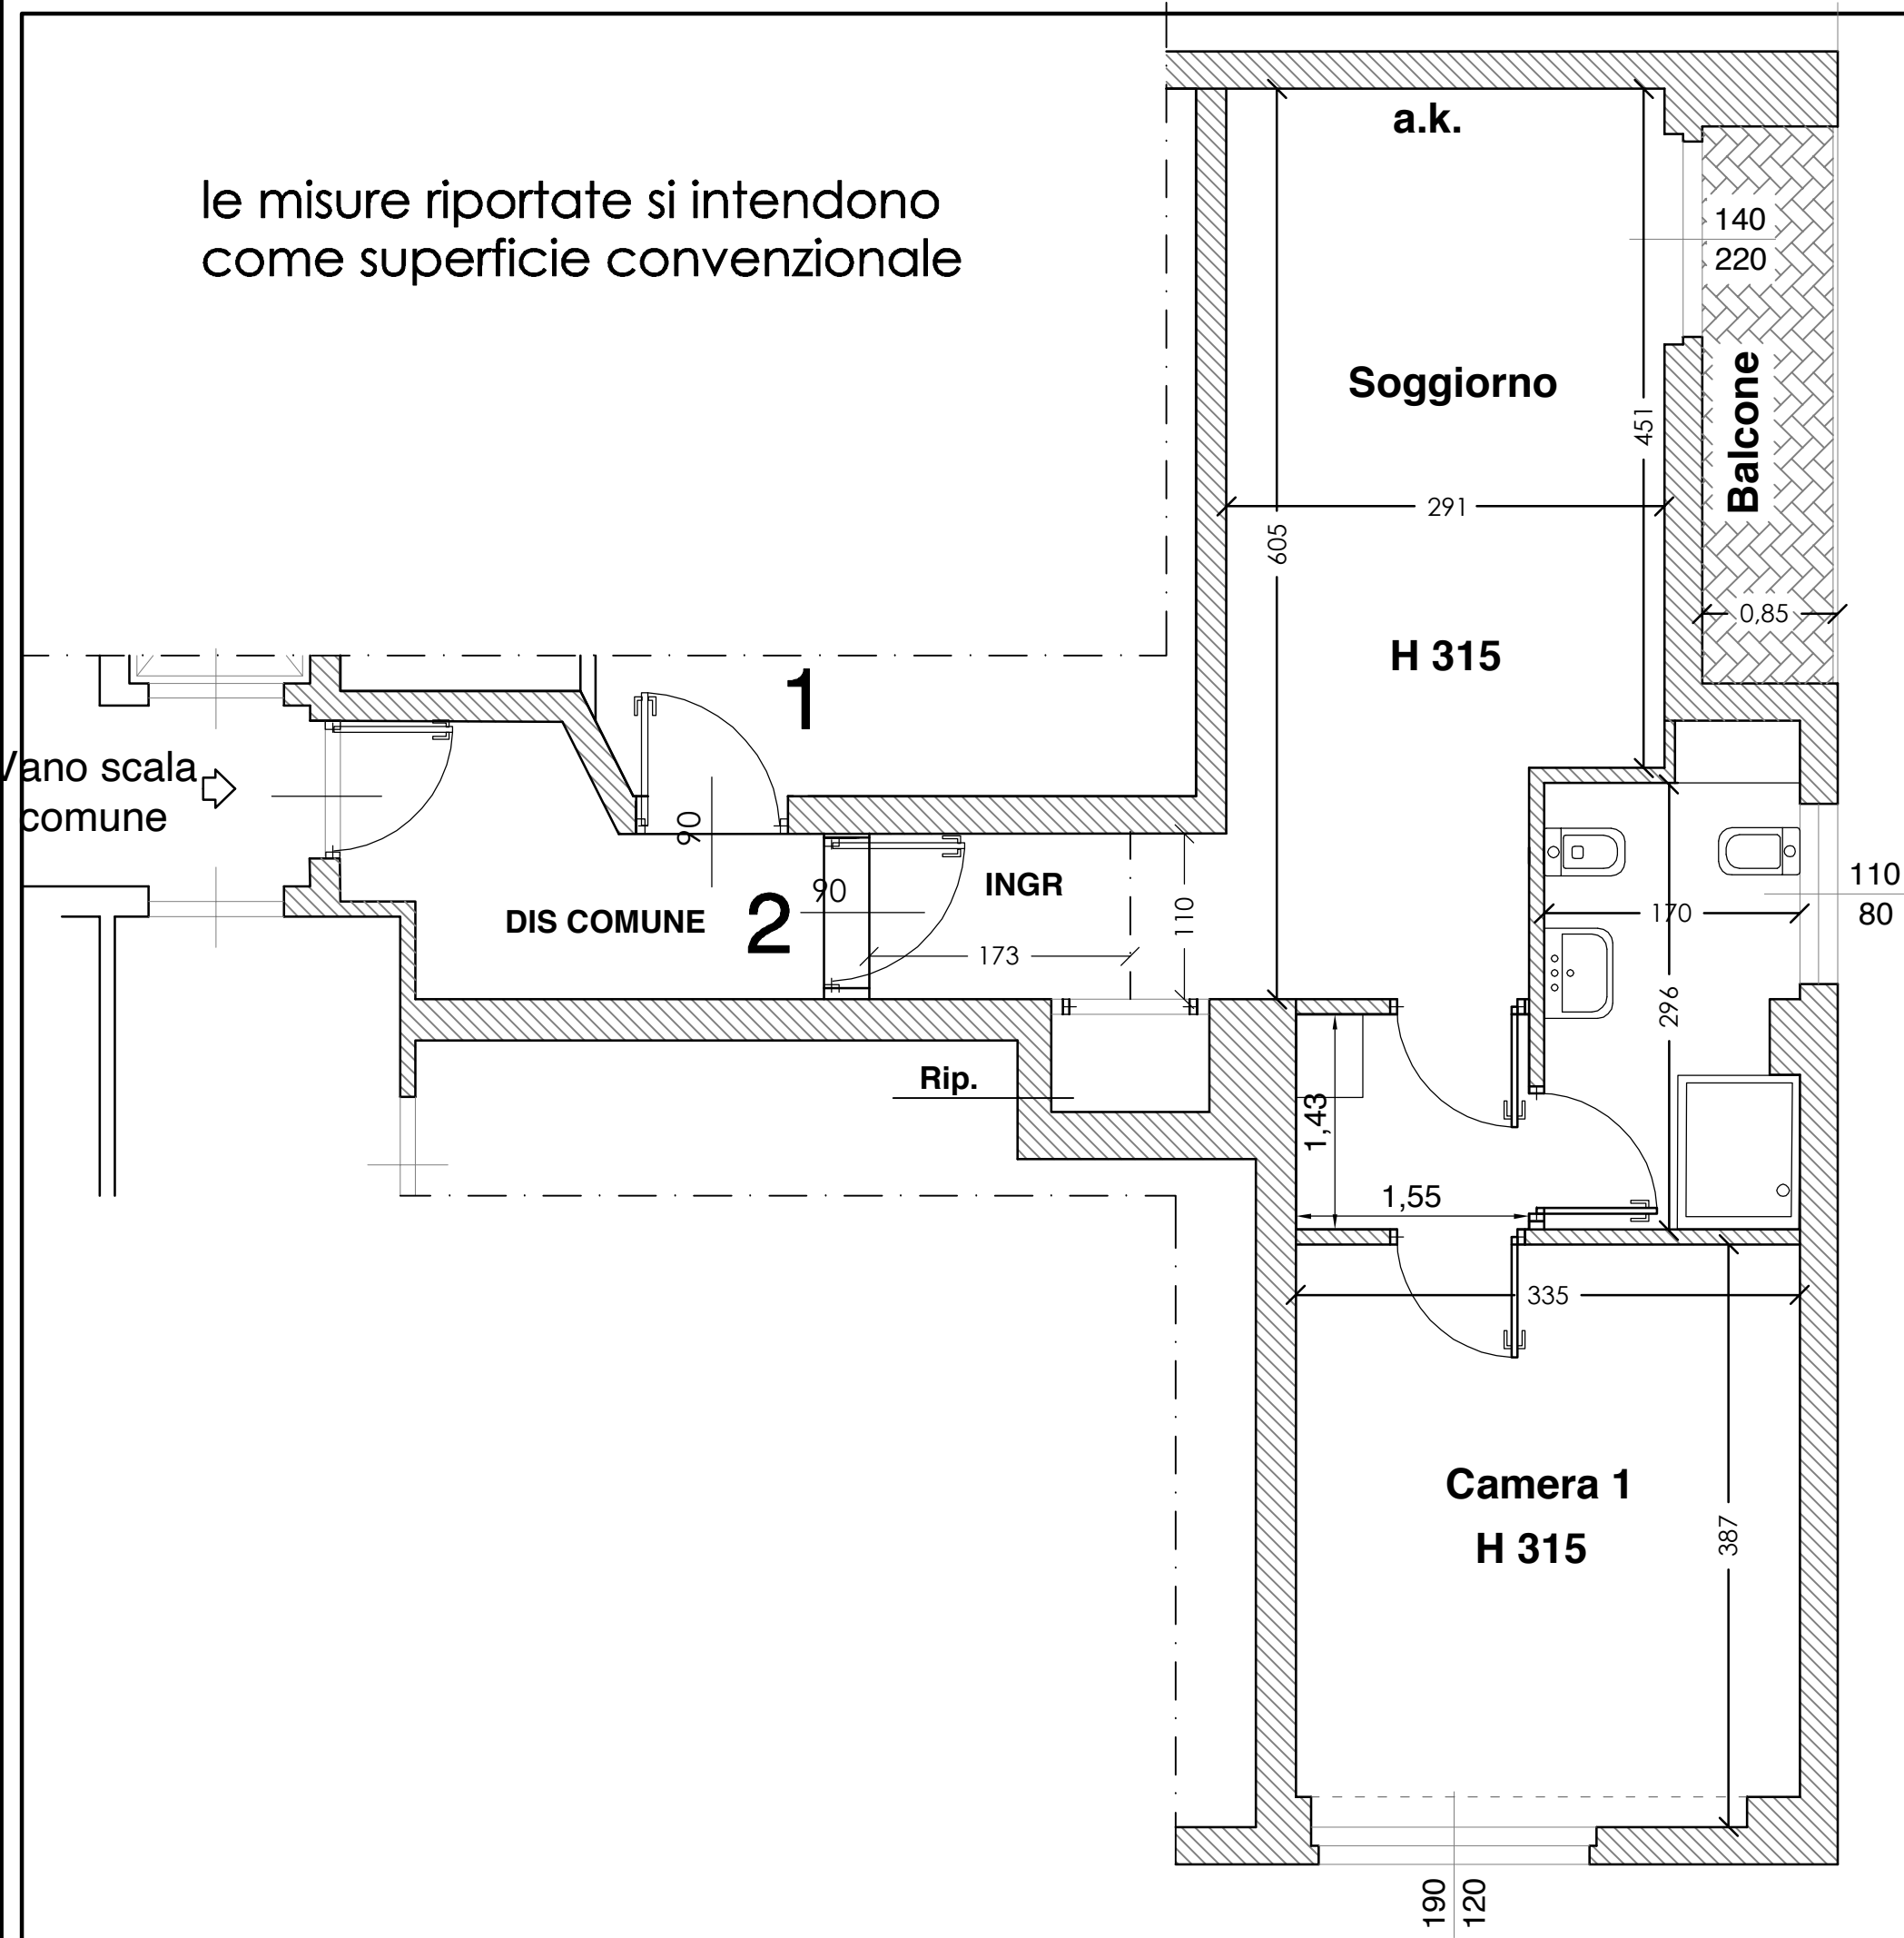 a.k.
le misure riportate si intendono
come superficie convenzionale
140
220
Soggiorno
Balcone
451
291
605
0,85
H 315
1
Vano scala
comune
90
110
80
INGR
90
2
DIS COMUNE
110
170
173
296
Rip.
1,43
1,55
335
Camera 1
H 315
387
190
120